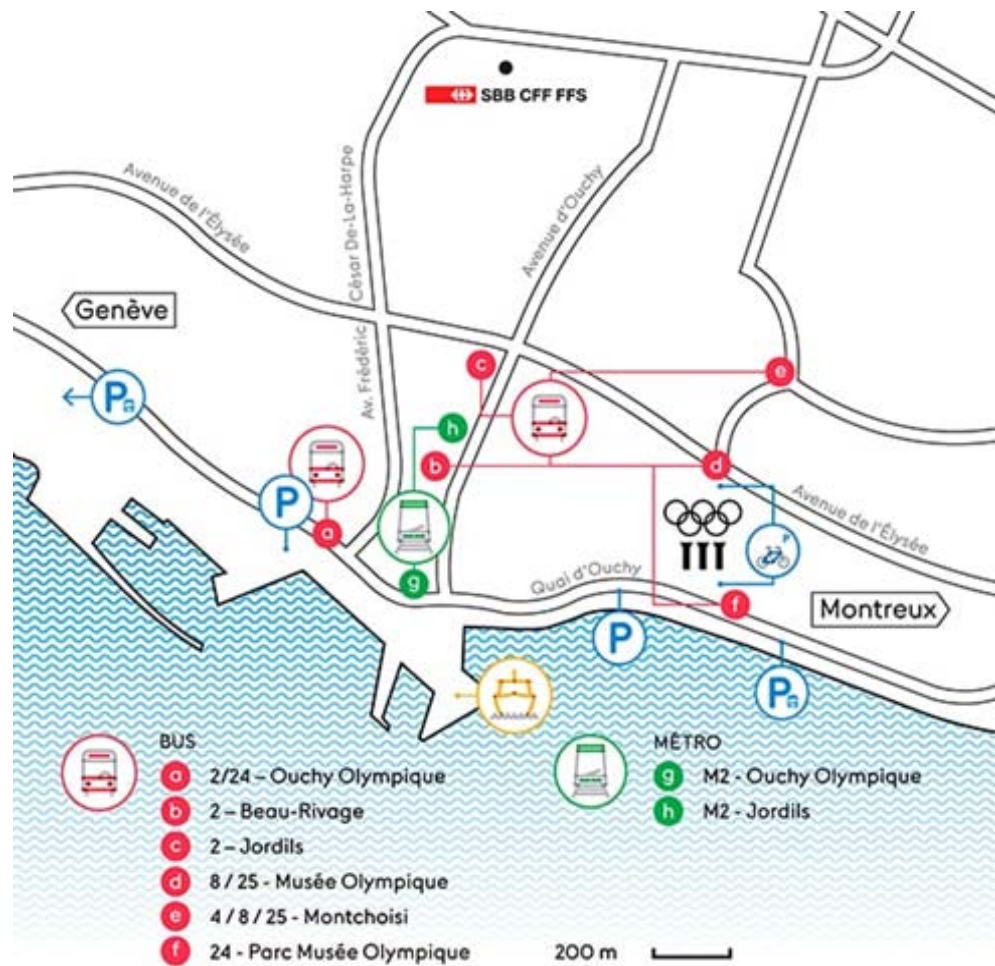 SBB CFF FFS
Avenue de l'Élysée
Av. Frédéric César De-La-Harpe
Avenue d'Ouchy
Genève
P
c
e
h
b
d
P
a
P
Avenue de l'Élysée
g
Quai d'Ouchy
f
Montreux
P
P
BUS
a 2/24 – Ouchy Olympique
b 2 – Beau-Rivage
c 2 – Jordils
d 8 / 25 - Musée Olympique
e 4 / 8 / 25 - Montchoisi
f 24 - Parc Musée Olympique
MÉTRO
g M2 - Ouchy Olympique
h M2 - Jordils
200 m